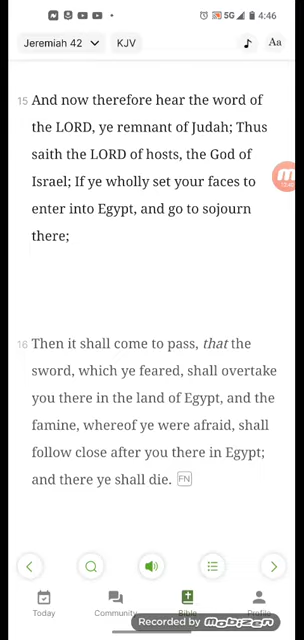 5G 4:46
Jeremiah 42 KJV Aa
15 And now therefore hear the word of
the LORD, ye remnant of Judah; Thus
saith the LORD of hosts, the God of
Israel; If ye wholly set your faces to
enter into Egypt, and go to sojourn
there;
16 Then it shall come to pass, that the
sword, which ye feared, shall overtake
you there in the land of Egypt, and the
famine, whereof ye were afraid, shall
follow close after you there in Egypt;
and there ye shall die. FN
Today Community Bible Profile
Recorded by mobizen